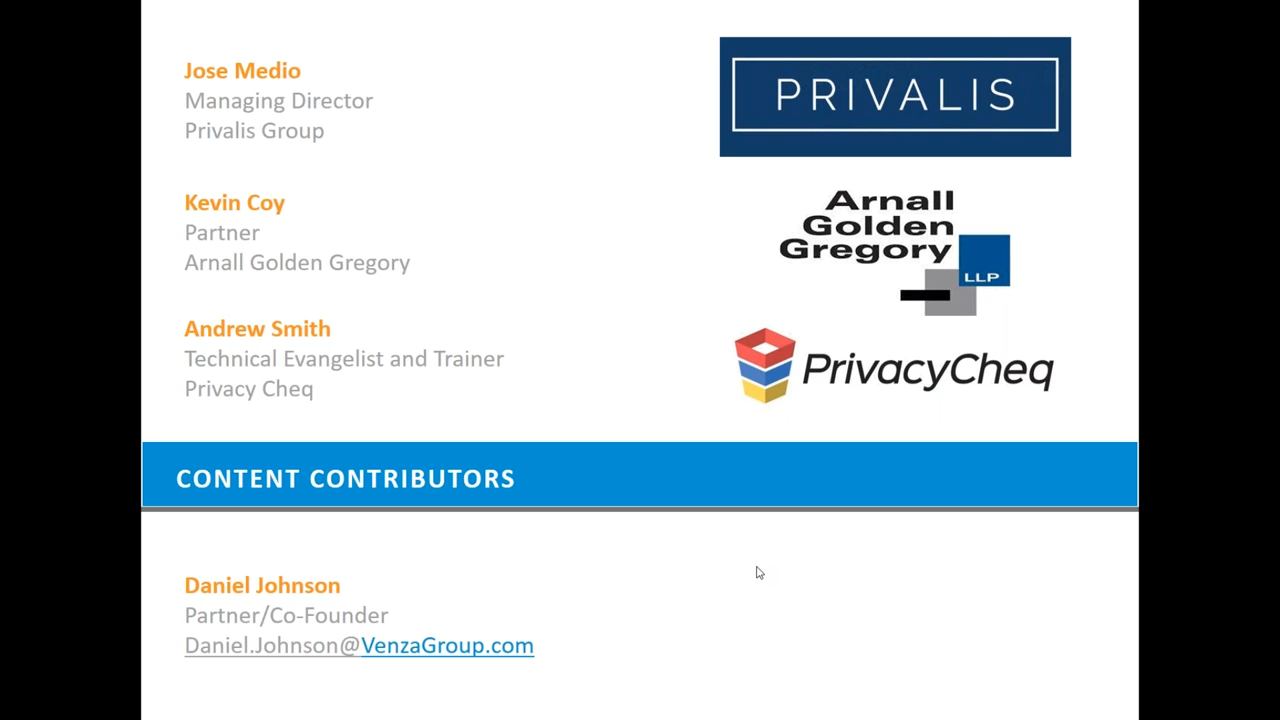 Jose Medio
Managing Director
Privalis Group
PRIVALIS
Kevin Coy
Partner
Arnall Golden Gregory
Arnall
Golden
Gregory
LLP
Andrew Smith
Technical Evangelist and Trainer
Privacy Cheq
PrivacyCheq
CONTENT CONTRIBUTORS
Daniel Johnson
Partner/Co-Founder
Daniel.Johnson@VenzaGroup.com